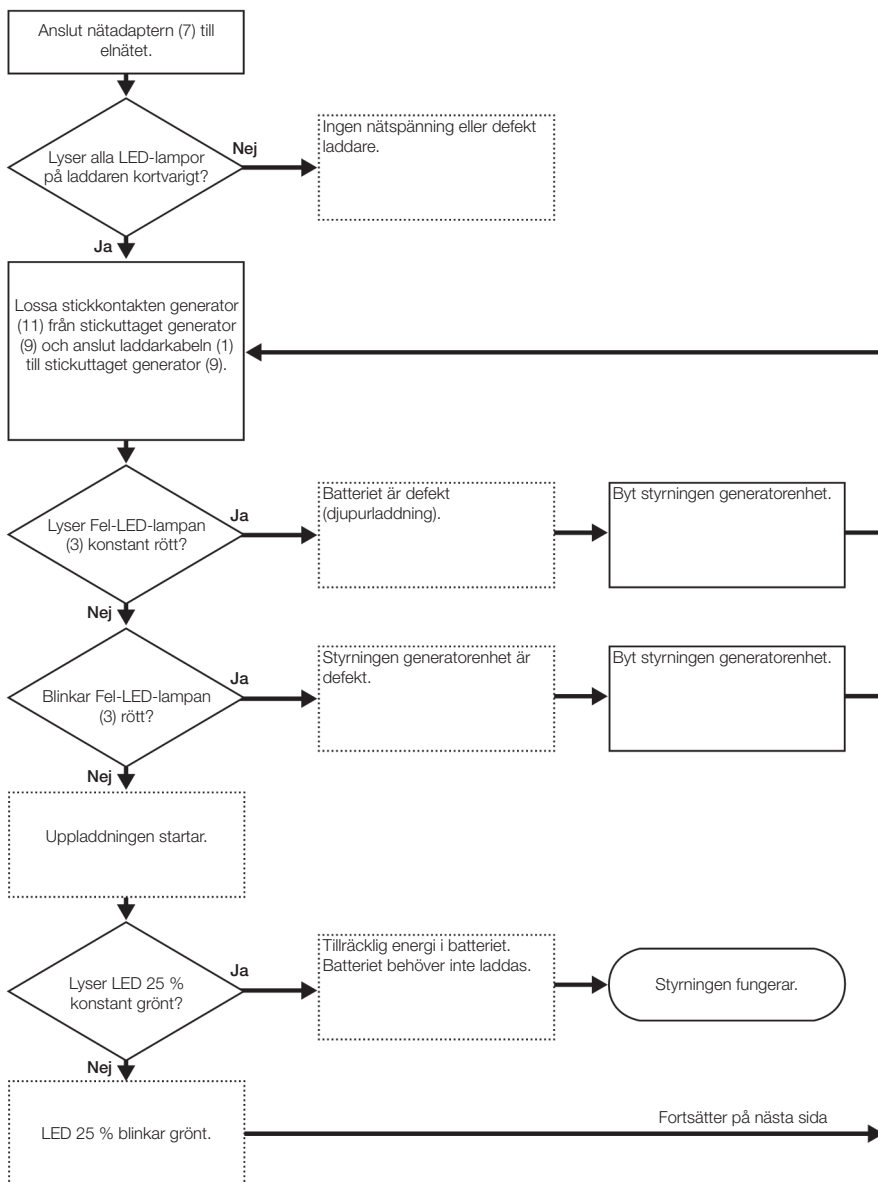 Anslut nätadaptern (7) till
elnätet.
Lyser alla LED-lampor
på laddaren kortvarigt?
Nej
Ingen nätspänning eller defekt
laddare.
Ja
Lossa stickkontakten generator
(11) från stickuttaget generator
(9) och anslut laddarkabeln (1)
till stickuttaget generator (9).
Lyser Fel-LED-lampan
(3) konstant rött?
Ja
Batteriet är defekt
(djupurladdning).
Byt styrningen generatorenhet.
Nej
Blinkar Fel-LED-lampan
(3) rött?
Ja
Styrningen generatorenhet är
defekt.
Byt styrningen generatorenhet.
Nej
Uppladdningen startar.
Lyser LED 25 %
konstant grönt?
Ja
Tillräcklig energi i batteriet.
Batteriet behöver inte laddas.
Styrningen fungerar.
Nej
LED 25 % blinkar grönt.
Fortsätter på nästa sida